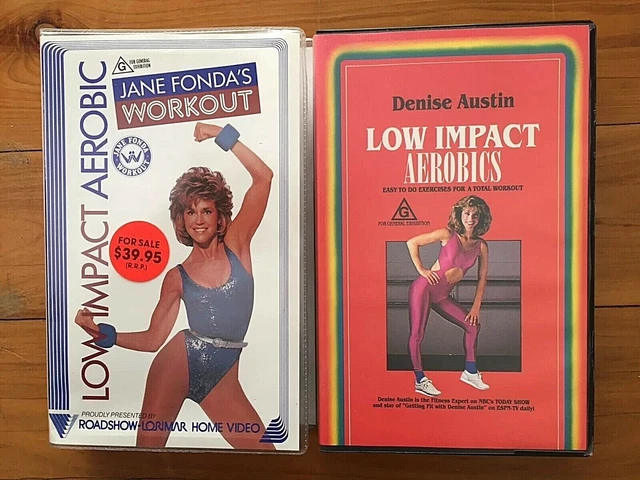 LOW IMPACT AEROBIC
G FOR GENERAL
EXHIBITION
JANE FONDA'S
WORKOUT
JANE FONDA
W
WORKOUT
FOR SALE
$39.95
(R.R.P.)
PROUDLY PRESENTED BY
ROADSHOW-LORIMAR HOME VIDEO
Denise Austin
LOW IMPACT
AEROBICS
EASY TO DO EXERCISES FOR A TOTAL WORKOUT
G
FOR GENERAL EXHIBITION
Denise Austin is the Fitness Expert on NBC's TODAY SHOW
and star of "Getting Fit with Denise Austin" on ESPN-TV daily!